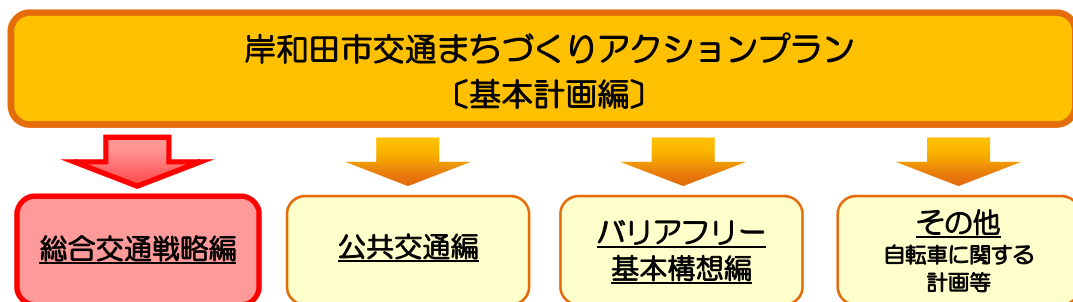 岸和田市交通まちづくりアクションプラン
〔基本計画編〕
総合交通戦略編
公共交通編
バリアフリー
基本構想編
その他
自転車に関する
計画等